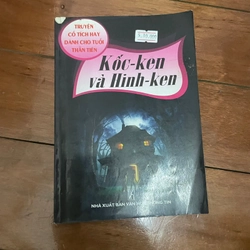 TRUYỆN
CỔ TÍCH HAY
DÀNH CHO TUỔI
THẦN TIÊN
Kốc-ken
và Hinh-ken
NHÀ XUẤT BẢN VĂN